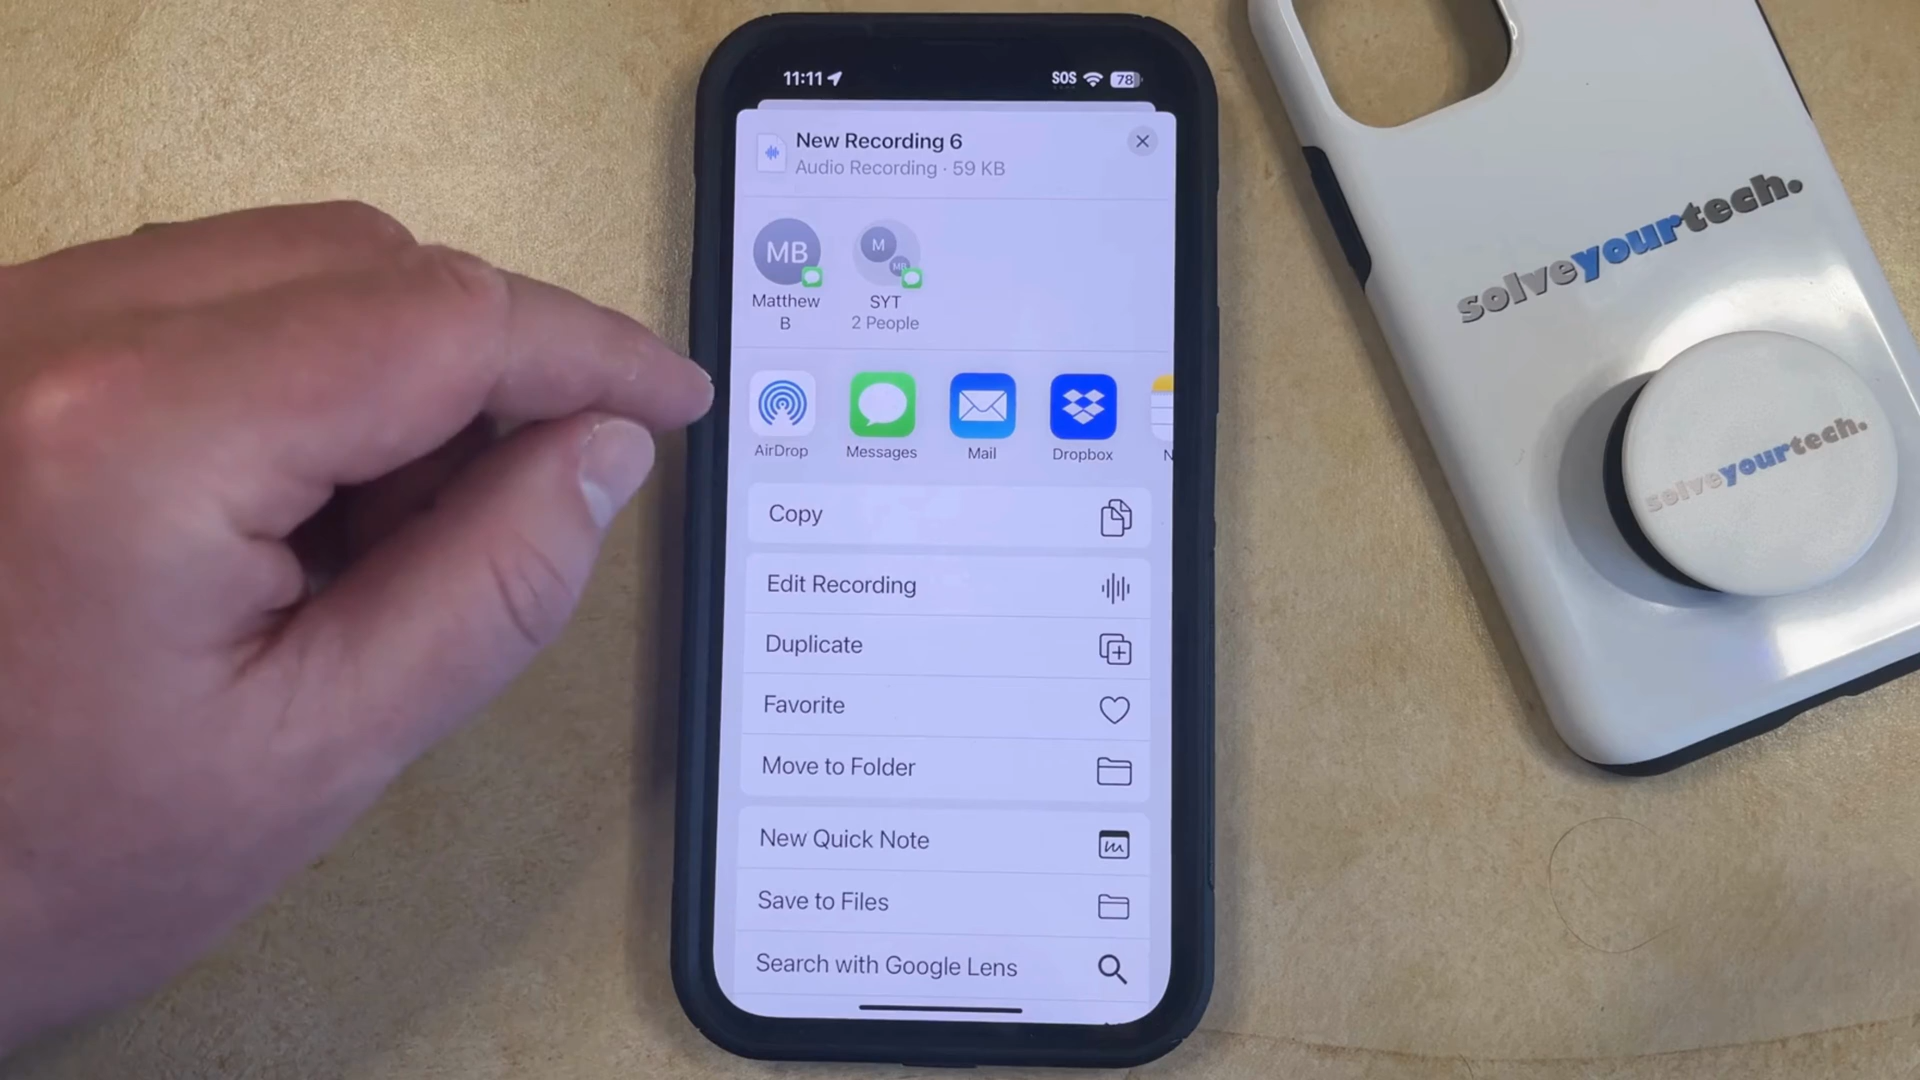 11:11
SOS
78
New Recording 6
Audio Recording · 59 KB
MB
M
MB
Matthew
B
SYT
2 People
AirDrop
Messages
Mail
Dropbox
N
Copy
Edit Recording
Duplicate
Favorite
Move to Folder
New Quick Note
Save to Files
Search with Google Lens
solveyourtech.
solveyourtech.